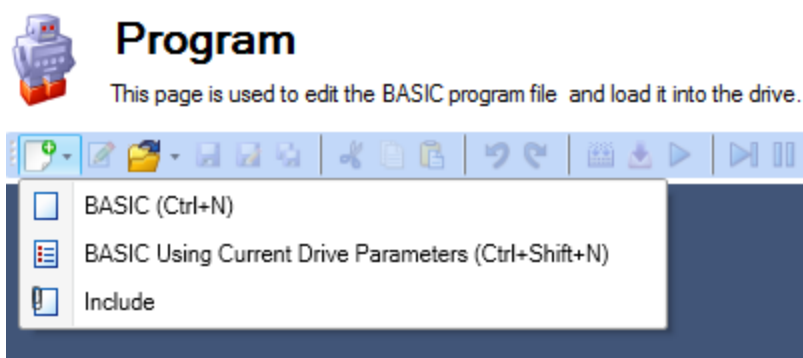 Program
This page is used to edit the BASIC program file  and load it into the drive.
BASIC (Ctrl+N)
BASIC Using Current Drive Parameters (Ctrl+Shift+N)
Include